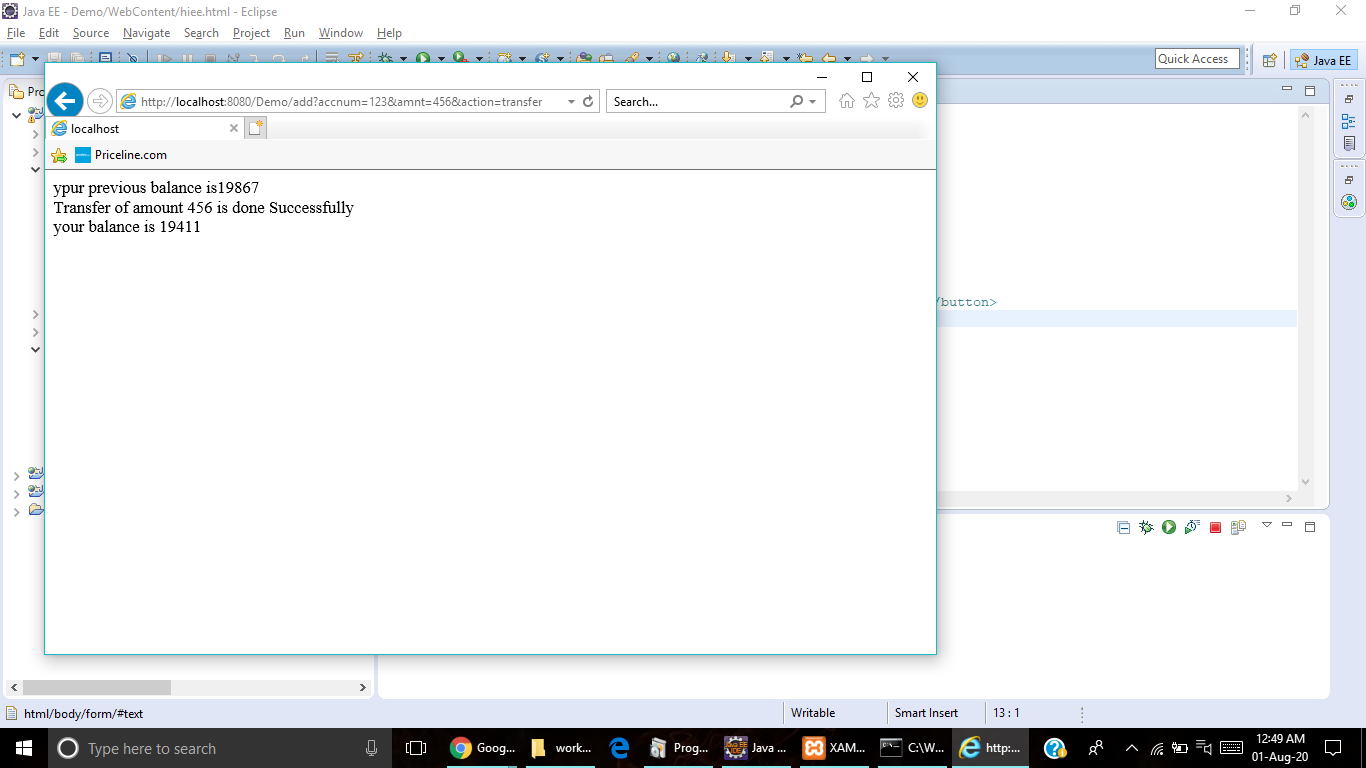 Java EE - Demo/WebContent/hiee.html - Eclipse
File Edit Source Navigate Search Project Run Window Help
Quick Access
Java EE
http://localhost:8080/Demo/add?accnum=123&amnt=456&action=transfer
Search...
localhost
Priceline.com
ypur previous balance is19867
Transfer of amount 456 is done Successfully
your balance is 19411
/button>
html/body/form/#text
Writable
Smart Insert
13 : 1
Type here to search
Goog...
work...
Prog...
Java ...
XAM...
C:\W...
http:...
12:49 AM
01-Aug-20